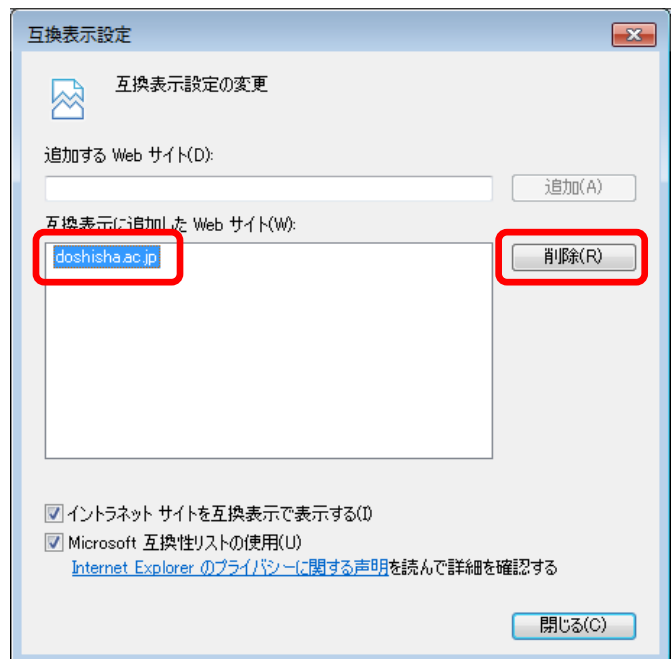 互換表示設定
互換表示設定の変更
追加する Web サイト(D):
追加(A)
互換表示に追加した Web サイト(W):
doshisha.ac.jp
削除(R)
イントラネット サイトを互換表示で表示する(I)
Microsoft 互換性リストの使用(U)
Internet Explorer のプライバシーに関する声明を読んで詳細を確認する
閉じる(C)